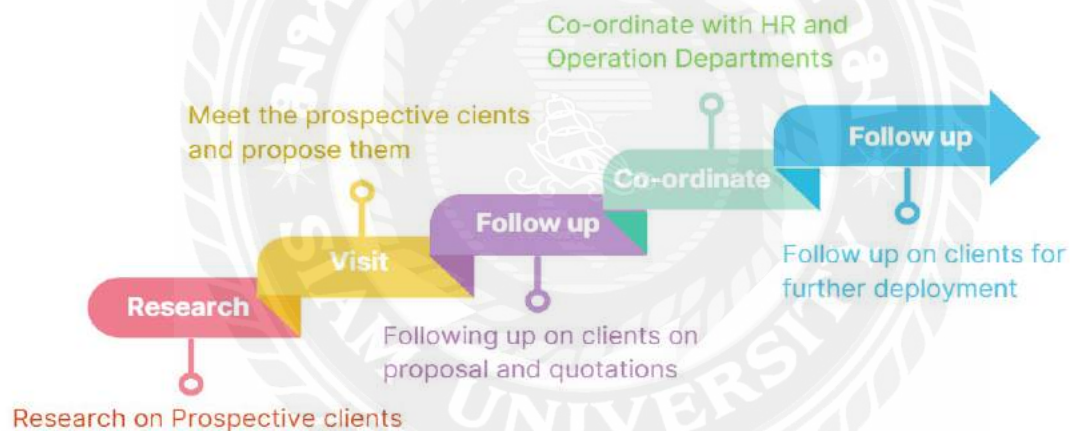 Co-ordinate with HR and
Operation Departments
Meet the prospective cients
and propose them
Follow up
Co-ordinate
Follow up
Visit
Research
Follow up on clients for
further deployment
Following up on clients on
proposal and quotations
Research on Prospective clients
SIAM UNIVERSITY